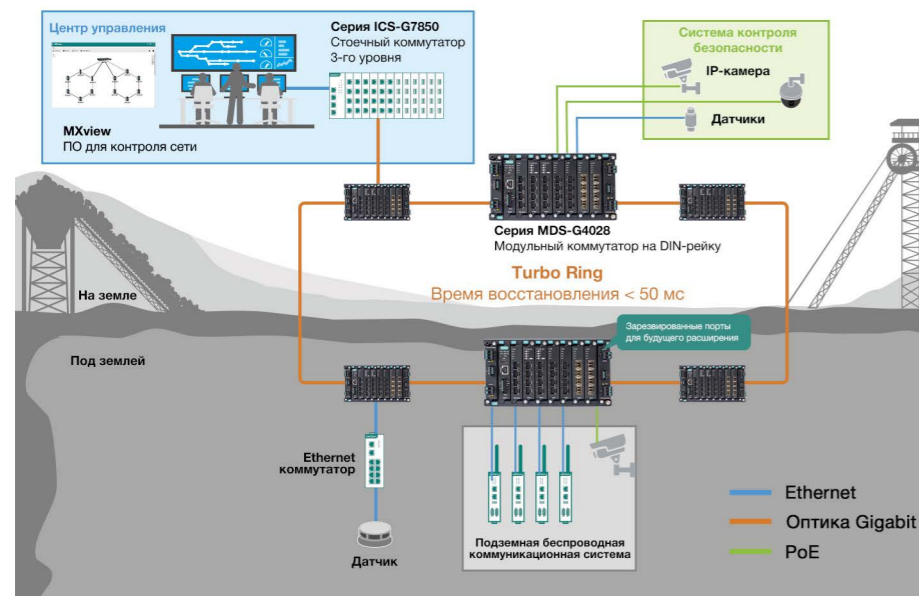 Центр управления
Серия ICS-G7850
Стоечный коммутатор
3-го уровня
MXview
ПО для контроля сети
Система контроля
безопасности
IP-камера
Датчики
Серия MDS-G4028
Модульный коммутатор на DIN-рейку
Turbo Ring
Время восстановления < 50 мс
На земле
Под землей
Зарезервированные порты
для будущего расширения
Ethernet
коммутатор
Датчик
Подземная беспроводная
коммуникационная система
Ethernet
Оптика Gigabit
PoE